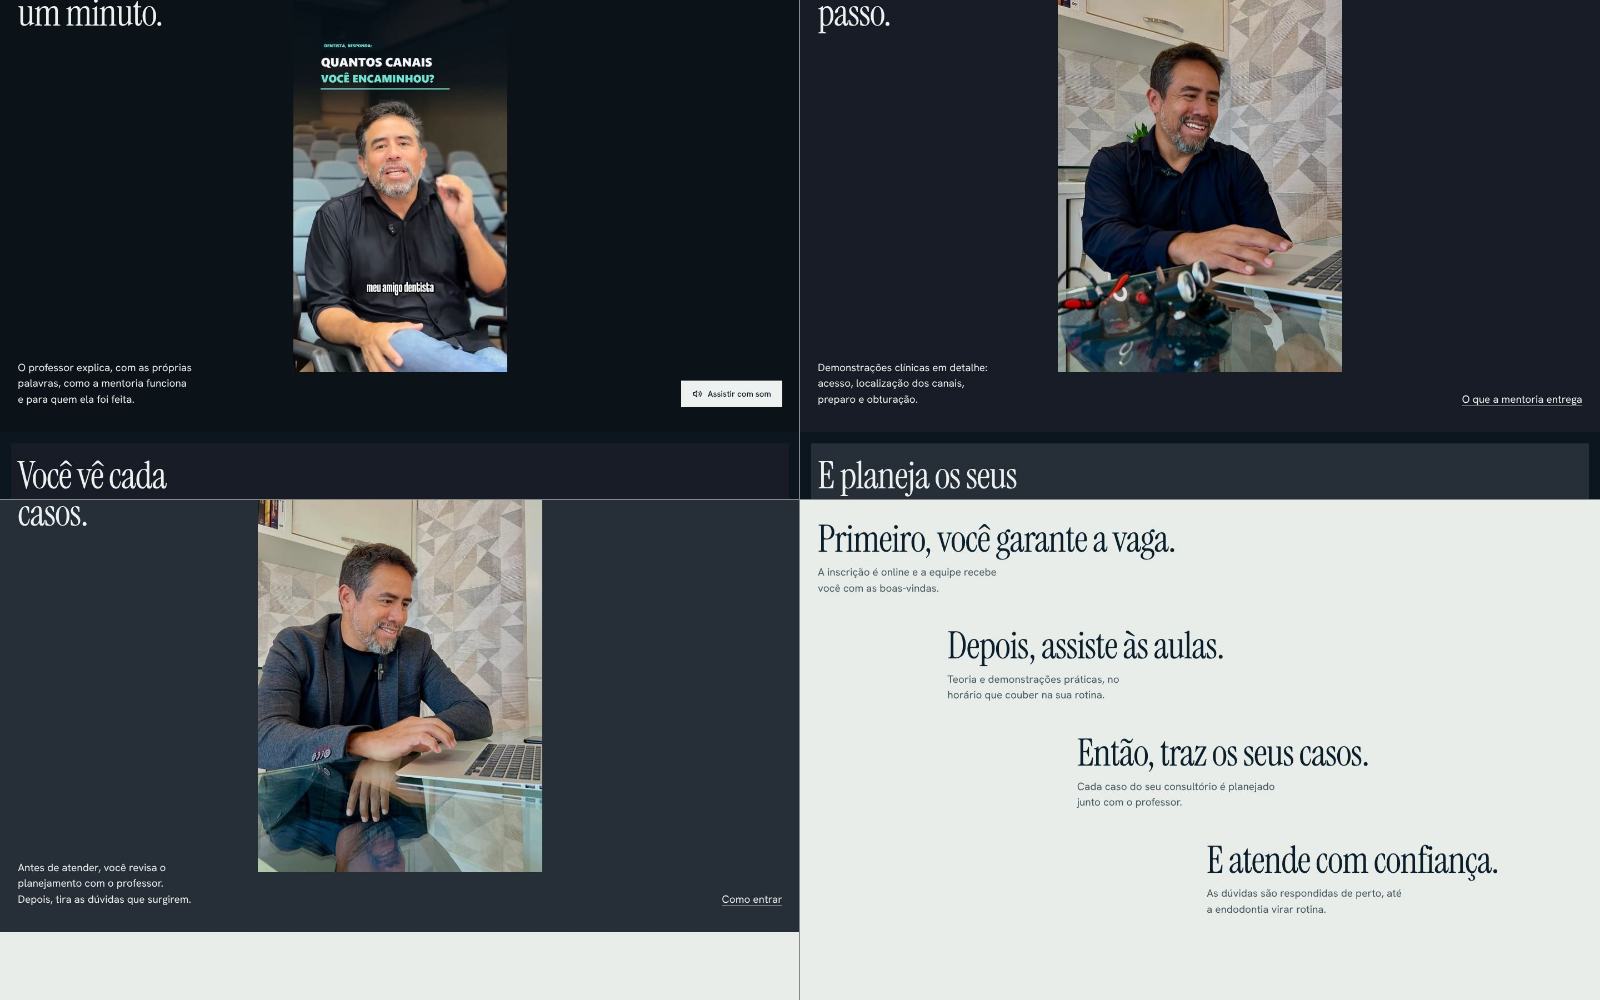 um minuto.
DENTISTA, RESPONDA:
QUANTOS CANAIS
VOCÊ ENCAMINHOU?
meu amigo dentista
O professor explica, com as próprias
palavras, como a mentoria funciona
e para quem ela foi feita.
Assistir com som
Você vê cada
passo.
Demonstrações clínicas em detalhe:
acesso, localização dos canais,
preparo e obturação.
O que a mentoria entrega
E planeja os seus
casos.
Antes de atender, você revisa o
planejamento com o professor.
Depois, tira as dúvidas que surgirem.
Como entrar
Primeiro, você garante a vaga.
A inscrição é online e a equipe recebe
você com as boas-vindas.
Depois, assiste às aulas.
Teoria e demonstrações práticas, no
horário que couber na sua rotina.
Então, traz os seus casos.
Cada caso do seu consultório é planejado
junto com o professor.
E atende com confiança.
As dúvidas são respondidas de perto, até
a endodontia virar rotina.